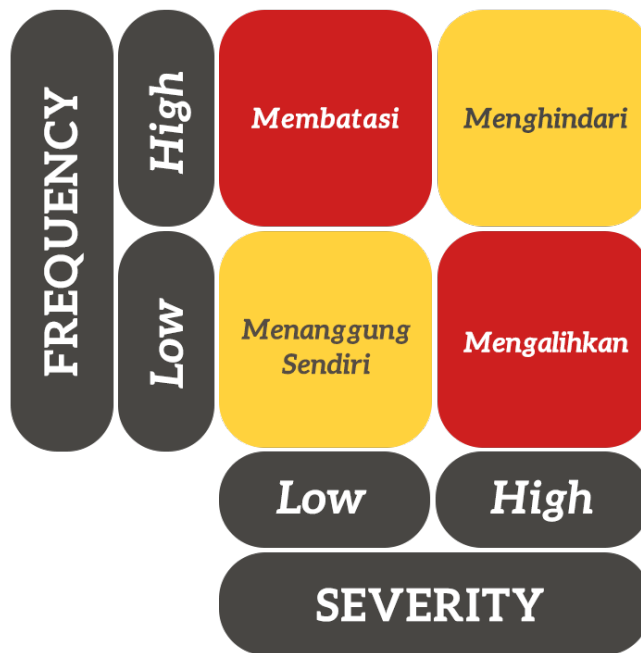 FREQUENCY
High
Membatasi
Menghindari
Low
Menanggung
Sendiri
Mengalihkan
Low
High
SEVERITY